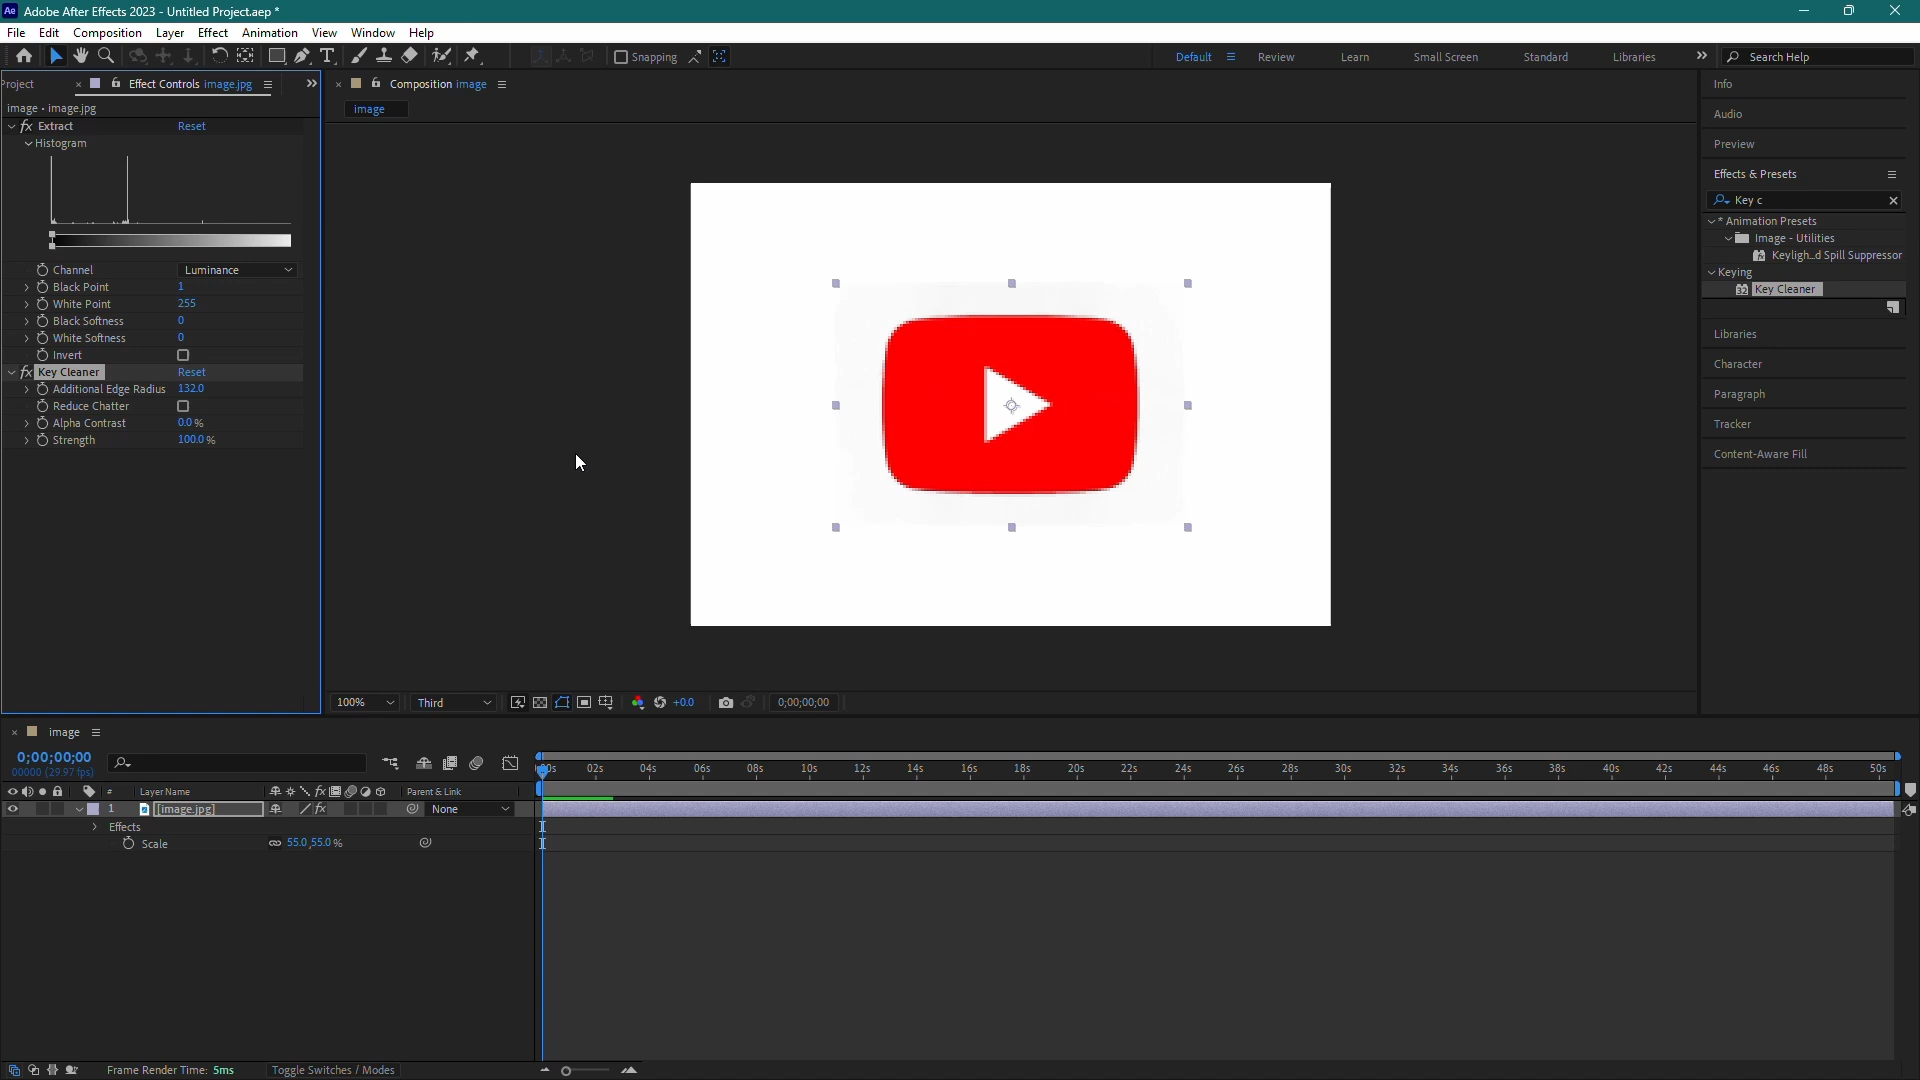 Ae Adobe After Effects 2023 - Untitled Project.aep *
File Edit Composition Layer Effect Animation View Window Help
Snapping Default Review Learn Small Screen Standard Libraries Search Help
Project Effect Controls image.jpg
Composition image
image • image.jpg
image
fx Extract Reset
Histogram
Channel Luminance
Black Point 1
White Point 255
Black Softness 0
White Softness 0
Invert
fx Key Cleaner Reset
Additional Edge Radius 132.0
Reduce Chatter
Alpha Contrast 0.0 %
Strength 100.0 %
100% Third +0.0 0;00;00;00
Info
Audio
Preview
Effects & Presets
Key c
* Animation Presets
Image - Utilities
Keyligh...d Spill Suppressor
Keying
32 Key Cleaner
Libraries
Character
Paragraph
Tracker
Content-Aware Fill
image
0;00;00;00
00000 (29.97 fps)
02s 04s 06s 08s 10s 12s 14s 16s 18s 20s 22s 24s 26s 28s 30s 32s 34s 36s 38s 40s 42s 44s 46s 48s 50s
# Layer Name fx Parent & Link
1 [image.jpg] fx None
Effects
Scale 55.0,55.0 %
Frame Render Time: 5ms Toggle Switches / Modes